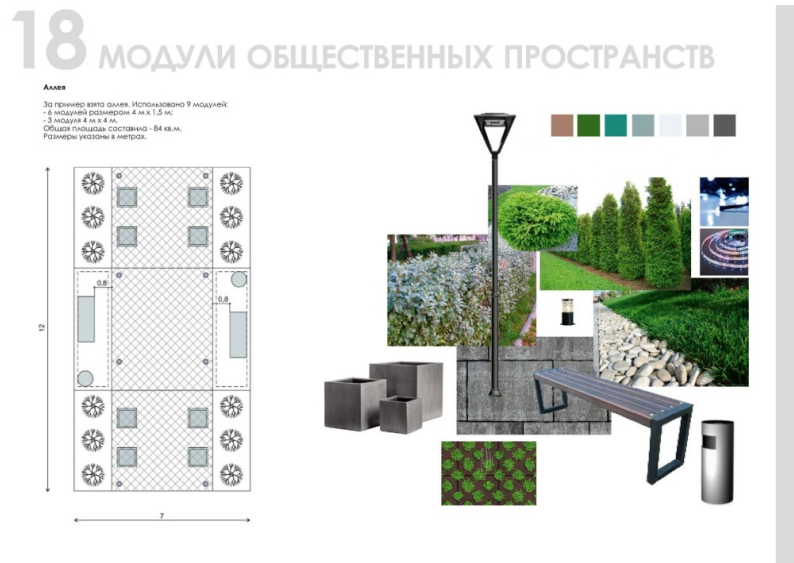 18 МОДУЛИ ОБЩЕСТВЕННЫХ ПРОСТРАНСТВ
Аллея
За пример взята аллея. Использовано 9 модулей:
- 6 модулей размером 4 м х 1,5 м;
- 3 модуля 4 м х 4 м.
Общая площадь составила - 84 кв.м.
Размеры указаны в метрах.
0,8
0,8
12
7